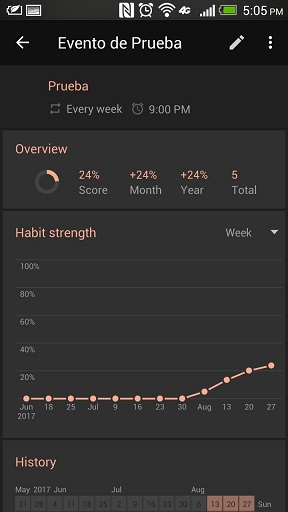 4G 5:05 PM
Evento de Prueba
Prueba
Every week 9:00 PM
Overview
24% +24% +24% 5
Score Month Year Total
Habit strength Week
100%
80%
60%
40%
20%
Jun 18 25 Jul 9 16 23 30 Aug 13 20 27
2017
History
May 2017 Jun Jul Aug
21 28 4 11 18 25 2 9 16 23 30 6 13 20 27 Sun